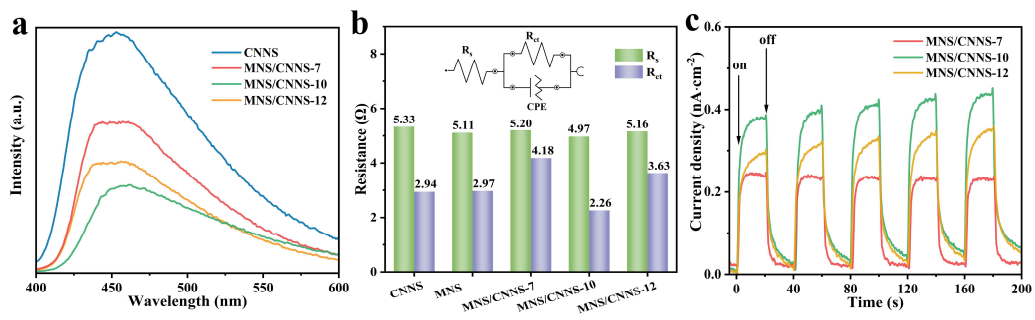 a
Intensity (a.u.)
CNNS
MNS/CNNS-7
MNS/CNNS-10
MNS/CNNS-12
400 450 500 550 600
Wavelength (nm)
b
Resistance (Ω)
8
6
4
2
0
Rs
Rct
CPE
Rs
Rct
5.33 2.94
5.11 2.97
5.20 4.18
4.97 2.26
5.16 3.63
CNNS
MNS
MNS/CNNS-7
MNS/CNNS-10
MNS/CNNS-12
c
Current density (nA·cm-2)
0.6
0.4
0.2
0.0
on
off
MNS/CNNS-7
MNS/CNNS-10
MNS/CNNS-12
0 40 80 120 160 200
Time (s)